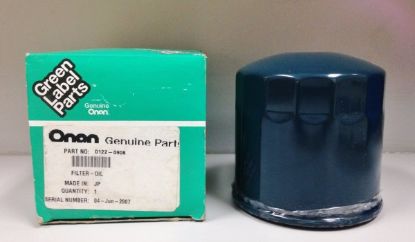 Green
Label
Parts
Genuine
Onan
Onan Genuine Parts
PART NO: 0122-0908
FILTER-OIL
MADE IN: JP
QUANTITY: 1
SERIAL NUMBER: 04-Jun-2007